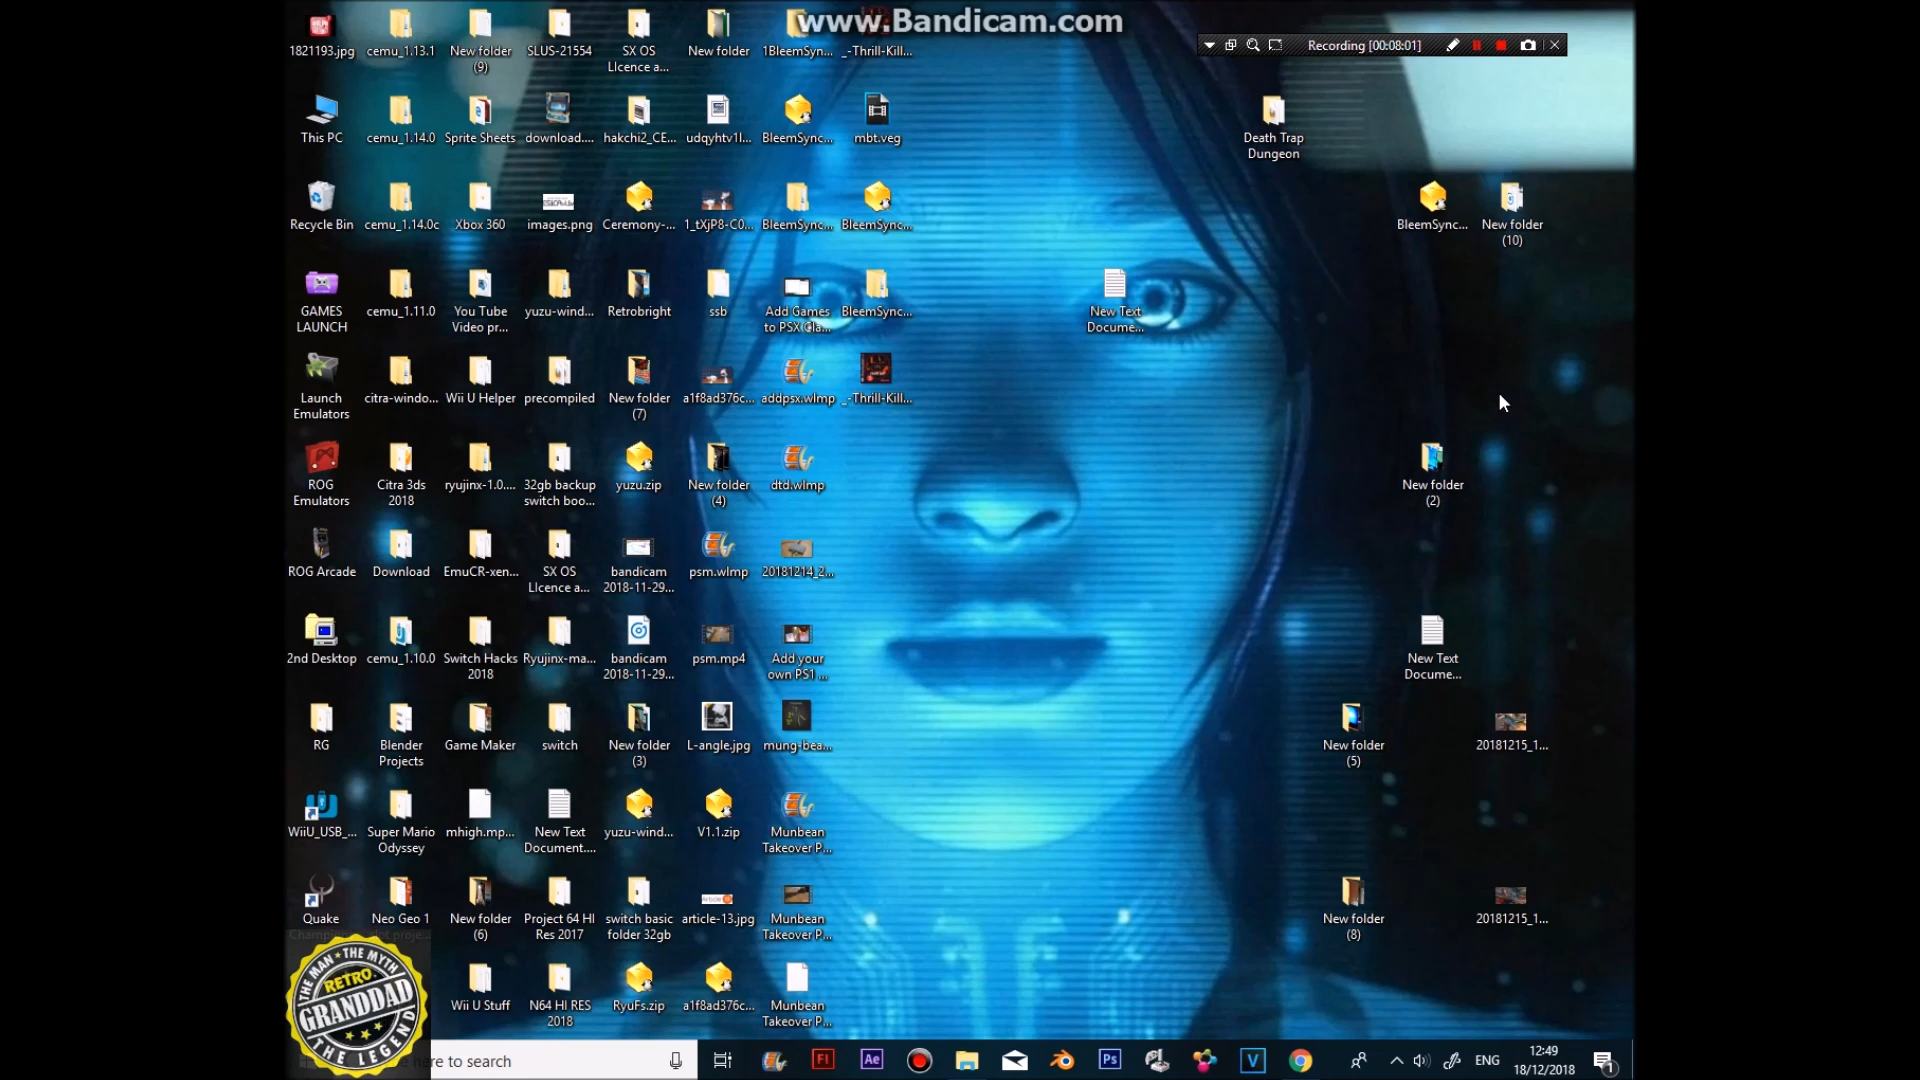 www.Bandicam.com
Recording [00:08:01]
1821193.jpg
cemu_1.13.1
New folder
(9)
SLUS-21554
SX OS
LIcence a...
New folder
1BleemSyn...
_-Thrill-Kill...
This PC
cemu_1.14.0
Sprite Sheets
download....
hakchi2_CE...
udqyhtv1l...
BleemSync...
mbt.veg
Death Trap
Dungeon
Recycle Bin
cemu_1.14.0c
Xbox 360
images.png
Ceremony-...
1_tXjP8-C0...
BleemSync...
BleemSync...
BleemSync...
New folder
(10)
GAMES
LAUNCH
cemu_1.11.0
You Tube
Video pr...
yuzu-wind...
Retrobright
ssb
Add Games
to PSX Cla...
BleemSync...
New Text
Docume...
Launch
Emulators
citra-windo...
Wii U Helper
precompiled
New folder
(7)
a1f8ad376c...
addpsx.wlmp
_-Thrill-Kill...
ROG
Emulators
Citra 3ds
2018
ryujinx-1.0....
32gb backup
switch boo...
yuzu.zip
New folder
(4)
dtd.wlmp
New folder
(2)
ROG Arcade
Download
EmuCR-xen...
SX OS
LIcence a...
bandicam
2018-11-29...
psm.wlmp
20181214_2...
2nd Desktop
cemu_1.10.0
Switch Hacks
2018
Ryujinx-ma...
bandicam
2018-11-29...
psm.mp4
Add your
own PS1 ...
New Text
Docume...
RG
Blender
Projects
Game Maker
switch
New folder
(3)
L-angle.jpg
mung-bea...
New folder
(5)
20181215_1...
WiiU_USB_...
Super Mario
Odyssey
mhigh.mp...
New Text
Document....
yuzu-wind...
V1.1.zip
Munbean
Takeover P...
Quake
Champi
Neo Geo 1
New folder
(6)
Project 64 HI
Res 2017
switch basic
folder 32gb
article-13.jpg
Munbean
Takeover P...
New folder
(8)
20181215_1...
THE MAN ★ THE MYTH
RETRO
GRANDDAD
THE LEGEND
Wii U Stuff
N64 HI RES
2018
RyuFs.zip
a1f8ad376c...
Munbean
Takeover P...
here to search
Fl
Ae
Ps
V
ENG
12:49
18/12/2018
1